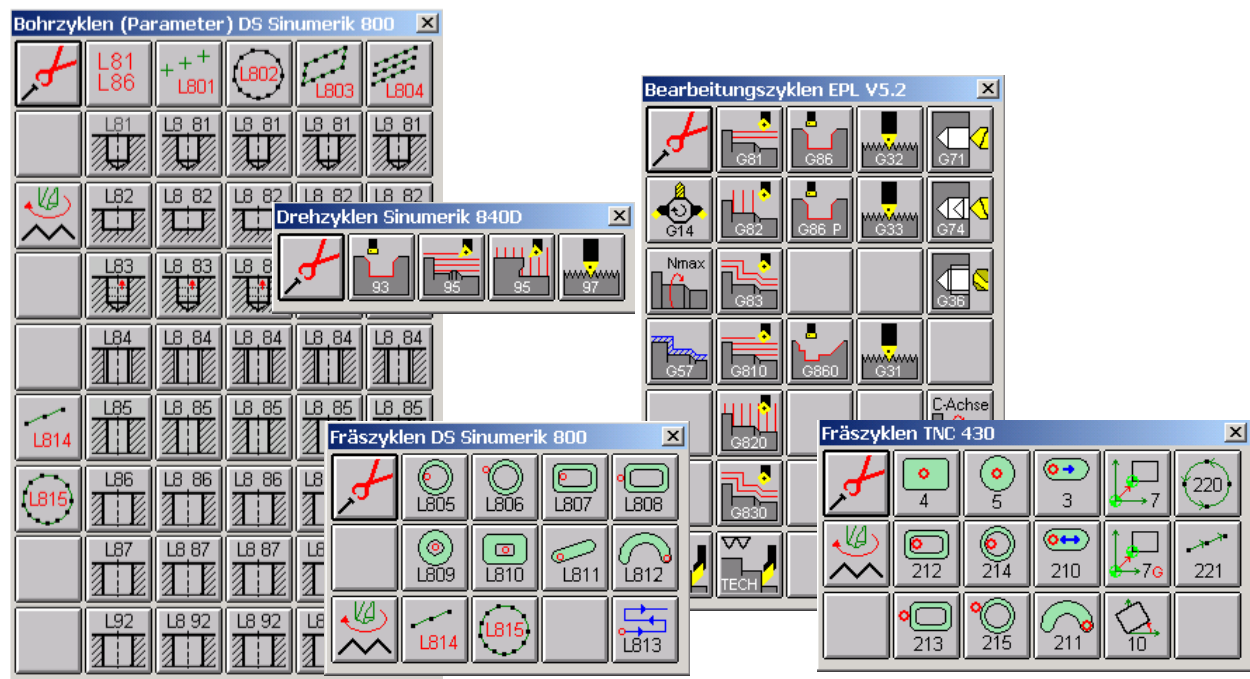 Bohrzyklen (Parameter) DS Sinumerik 800
L81
L86
L801
L802
L803
L804
L81
L8 81
L8 81
L8 81
L8 81
L82
L8 82
L8 82
L8 82
L8 82
L83
L8 83
L8 8
L84
L8 84
L8 84
L8 84
L8 84
L814
L85
L8 85
L8 85
L8 85
L8 85
L815
L86
L8 86
L8 86
L8
L87
L8 87
L8 87
L8
L92
L8 92
L8 92
L8
Drehzyklen Sinumerik 840D
93
95
95
97
Bearbeitungszyklen EPL V5.2
G81
G86
G32
G71
G14
G82
G86 P
G33
G74
Nmax
G83
G36
G57
G810
G860
G31
G820
C-Achse
G830
TECH
Fräszyklen DS Sinumerik 800
L805
L806
L807
L808
L809
L810
L811
L812
L814
L815
L813
Fräszyklen TNC 430
4
5
3
7
220
212
214
210
7G
221
213
215
211
10